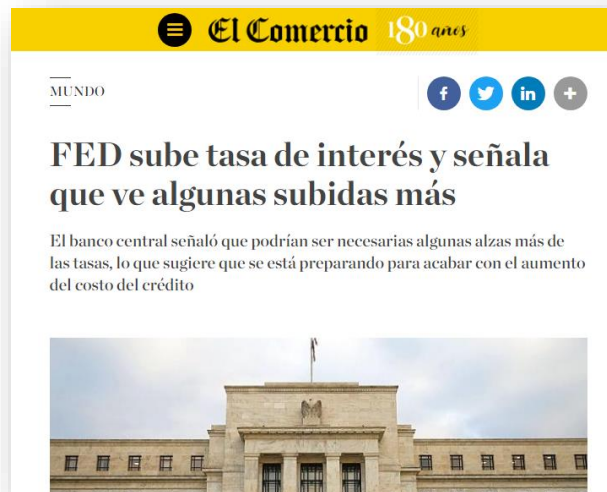 El Comercio 180 años
MUNDO
FED sube tasa de interés y señala
que ve algunas subidas más
El banco central señaló que podrían ser necesarias algunas alzas más de
las tasas, lo que sugiere que se está preparando para acabar con el aumento
del costo del crédito